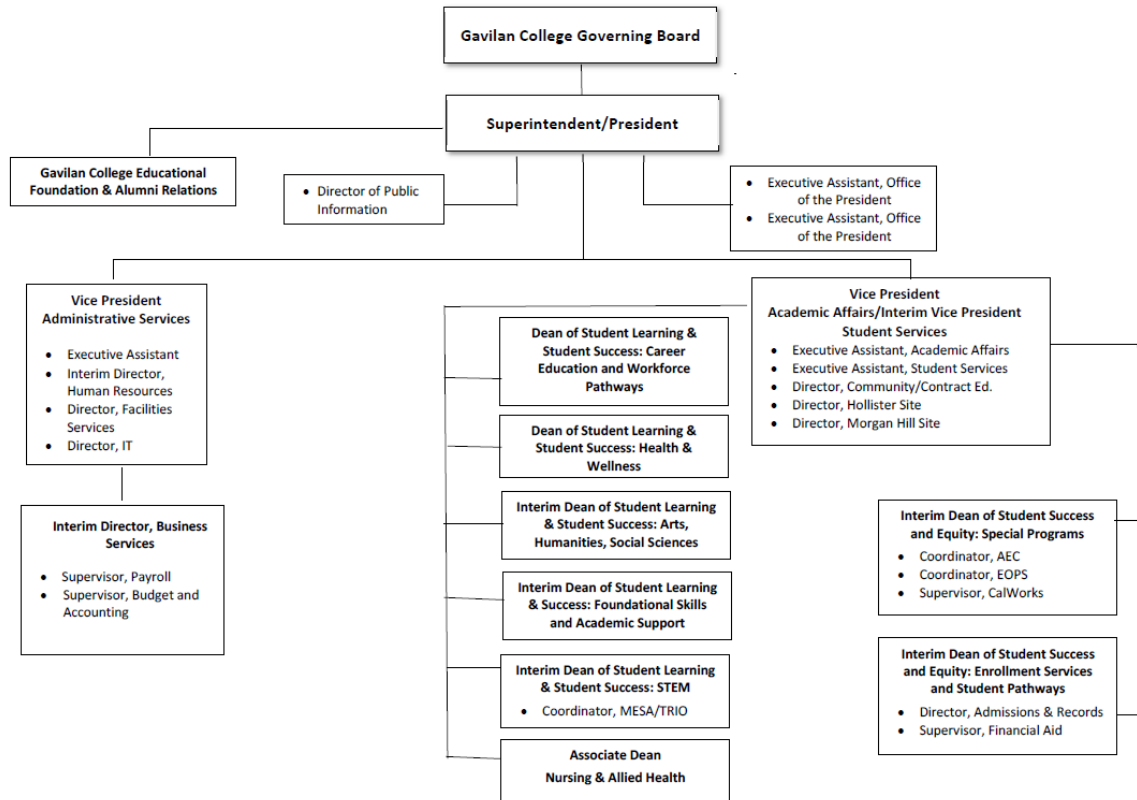 Gavilan College Governing Board
Superintendent/President
Gavilan College Educational
Foundation & Alumni Relations
• Director of Public
Information
• Executive Assistant, Office
of the President
• Executive Assistant, Office
of the President
Vice President
Administrative Services
• Executive Assistant
• Interim Director,
Human Resources
• Director, Facilities
Services
• Director, IT
Interim Director, Business
Services
• Supervisor, Payroll
• Supervisor, Budget and
Accounting
Dean of Student Learning &
Student Success: Career
Education and Workforce
Pathways
Dean of Student Learning &
Student Success: Health &
Wellness
Interim Dean of Student Learning
& Student Success: Arts,
Humanities, Social Sciences
Interim Dean of Student Learning
& Success: Foundational Skills
and Academic Support
Interim Dean of Student Learning
& Student Success: STEM
• Coordinator, MESA/TRIO
Associate Dean
Nursing & Allied Health
Vice President
Academic Affairs/Interim Vice President
Student Services
• Executive Assistant, Academic Affairs
• Executive Assistant, Student Services
• Director, Community/Contract Ed.
• Director, Hollister Site
• Director, Morgan Hill Site
Interim Dean of Student Success
and Equity: Special Programs
• Coordinator, AEC
• Coordinator, EOPS
• Supervisor, CalWorks
Interim Dean of Student Success
and Equity: Enrollment Services
and Student Pathways
• Director, Admissions & Records
• Supervisor, Financial Aid